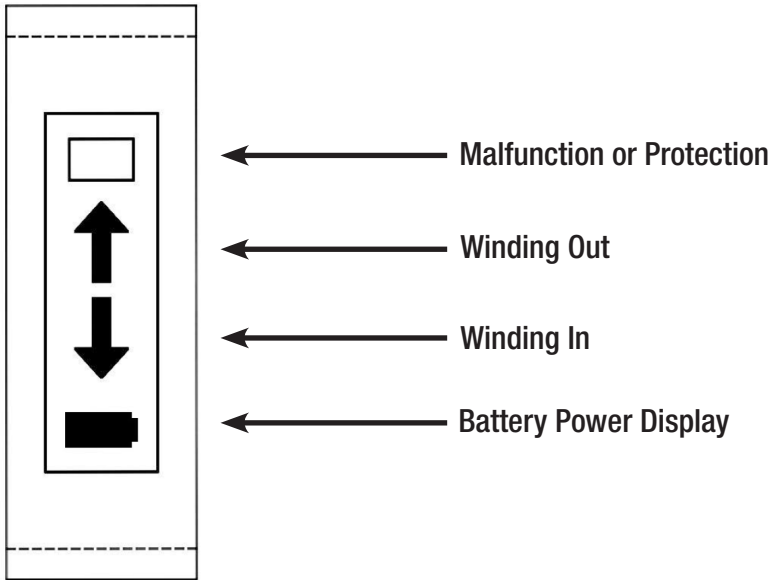 Malfunction or Protection
Winding Out
Winding In
Battery Power Display